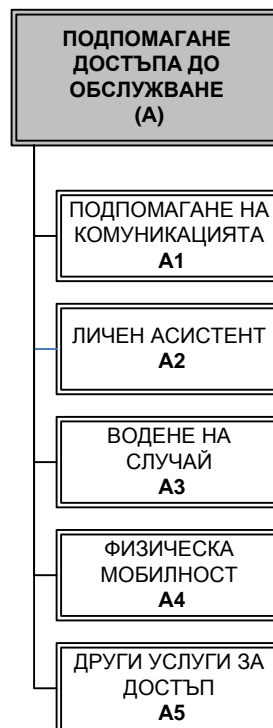 ПОДПОМАГАНЕ
ДОСТЪПА ДО
ОБСЛУЖВАНЕ
(A)
ПОДПОМАГАНЕ НА
КОМУНИКАЦИЯТА
A1
ЛИЧЕН АСИСТЕНТ
A2
ВОДЕНЕ НА
СЛУЧАЙ
A3
ФИЗИЧЕСКА
МОБИЛНОСТ
A4
ДРУГИ УСЛУГИ ЗА
ДОСТЪП
A5